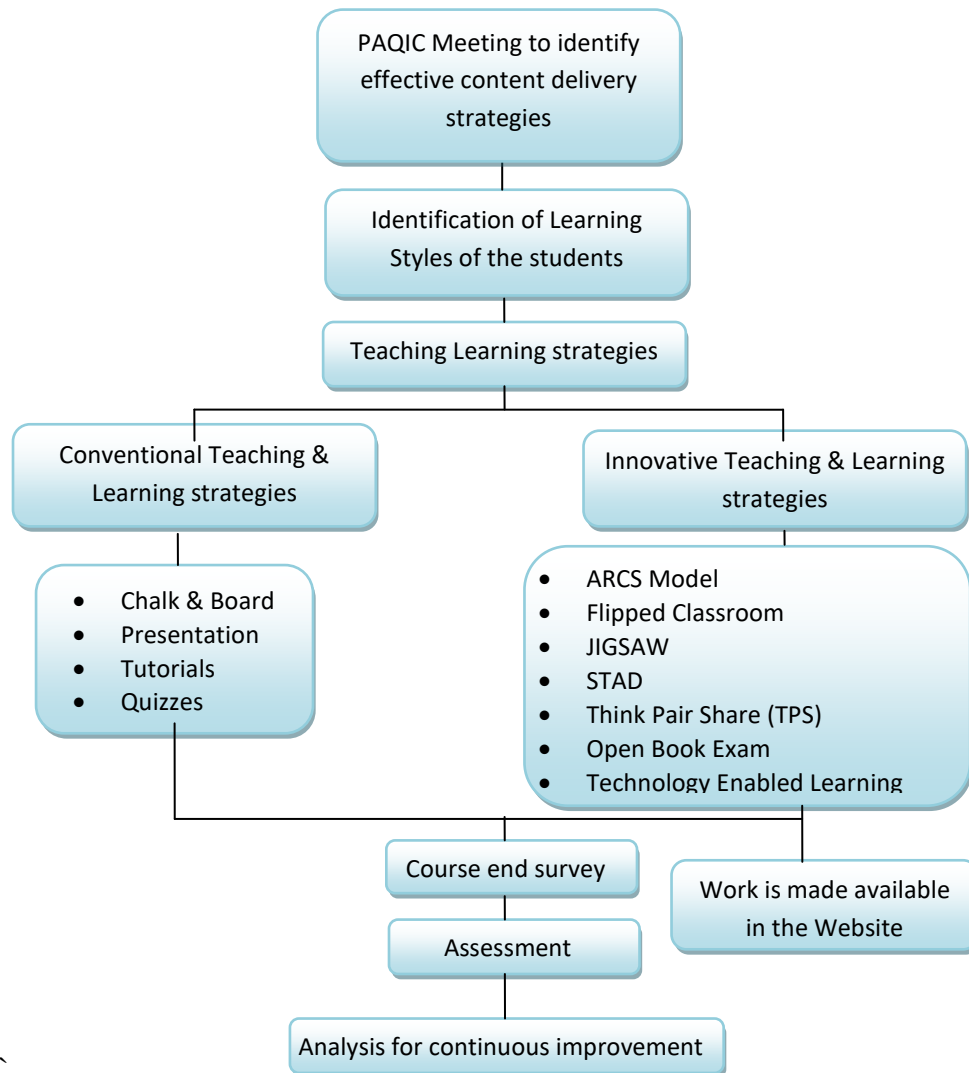 PAQIC Meeting to identify
effective content delivery
strategies
Identification of Learning
Styles of the students
Teaching Learning strategies
Conventional Teaching &
Learning strategies
Innovative Teaching & Learning
strategies
• Chalk & Board
• Presentation
• Tutorials
• Quizzes
• ARCS Model
• Flipped Classroom
• JIGSAW
• STAD
• Think Pair Share (TPS)
• Open Book Exam
• Technology Enabled Learning
Course end survey
Work is made available
in the Website
Assessment
Analysis for continuous improvement
`